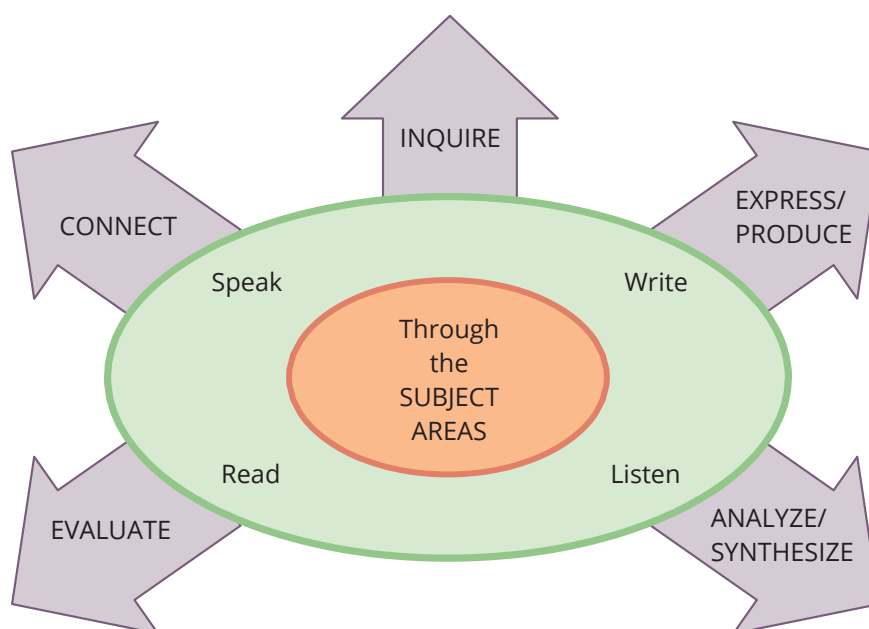 INQUIRE
CONNECT
EXPRESS/
PRODUCE
Speak
Write
Through
the
SUBJECT
AREAS
Read
Listen
EVALUATE
ANALYZE/
SYNTHESIZE